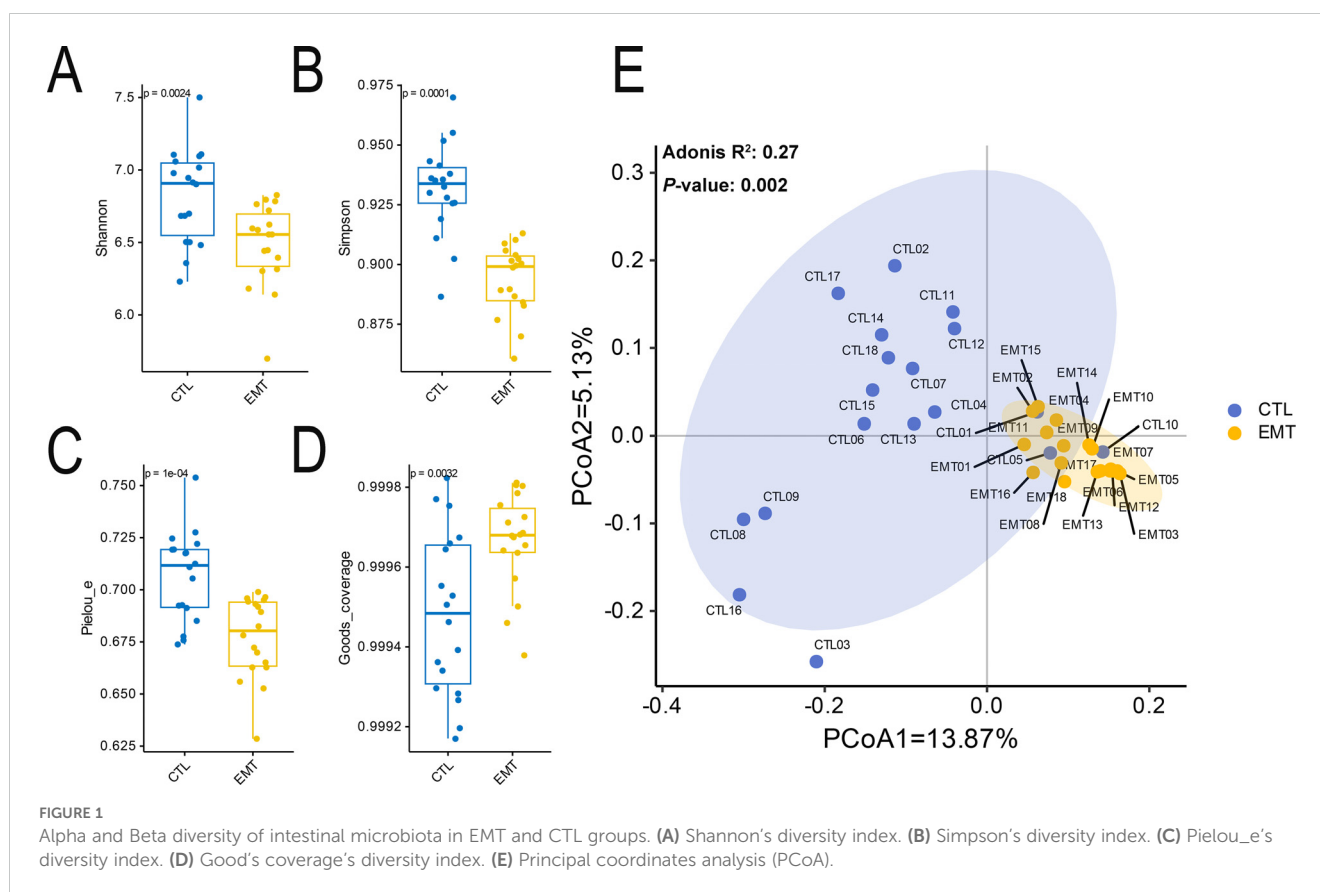 A
p = 0.0024
7.5
7.0
6.5
6.0
Shannon
CTL
EMT
B
p = 0.0001
0.975
0.950
0.925
0.900
0.875
Simpson
CTL
EMT
C
p = 1e-04
0.750
0.725
0.700
0.675
0.650
0.625
Pielou_e
CTL
EMT
D
p = 0.0032
0.9998
0.9996
0.9994
0.9992
Goods_coverage
CTL
EMT
E
Adonis R²: 0.27
P-value: 0.002
0.3
0.2
0.1
0.0
-0.1
-0.2
PCoA2=5.13%
CTL02
CTL17
CTL11
CTL14
CTL12
CTL18
EMT15
EMT14
EMT02
CTL07
EMT10
CTL15
CTL04
EMT04
CTL10
CTL06
CTL13
CTL01
EMT11
EMT09
EMT07
EMT01
CTL05
MT17
EMT05
EMT16
EMT18
EMT06
EMT12
EMT08
EMT13
EMT03
CTL09
CTL08
CTL16
CTL03
-0.4
-0.2
0.0
0.2
PCoA1=13.87%
CTL
EMT
FIGURE 1
Alpha and Beta diversity of intestinal microbiota in EMT and CTL groups. (A) Shannon's diversity index. (B) Simpson's diversity index. (C) Pielou_e's
diversity index. (D) Good's coverage's diversity index. (E) Principal coordinates analysis (PCoA).